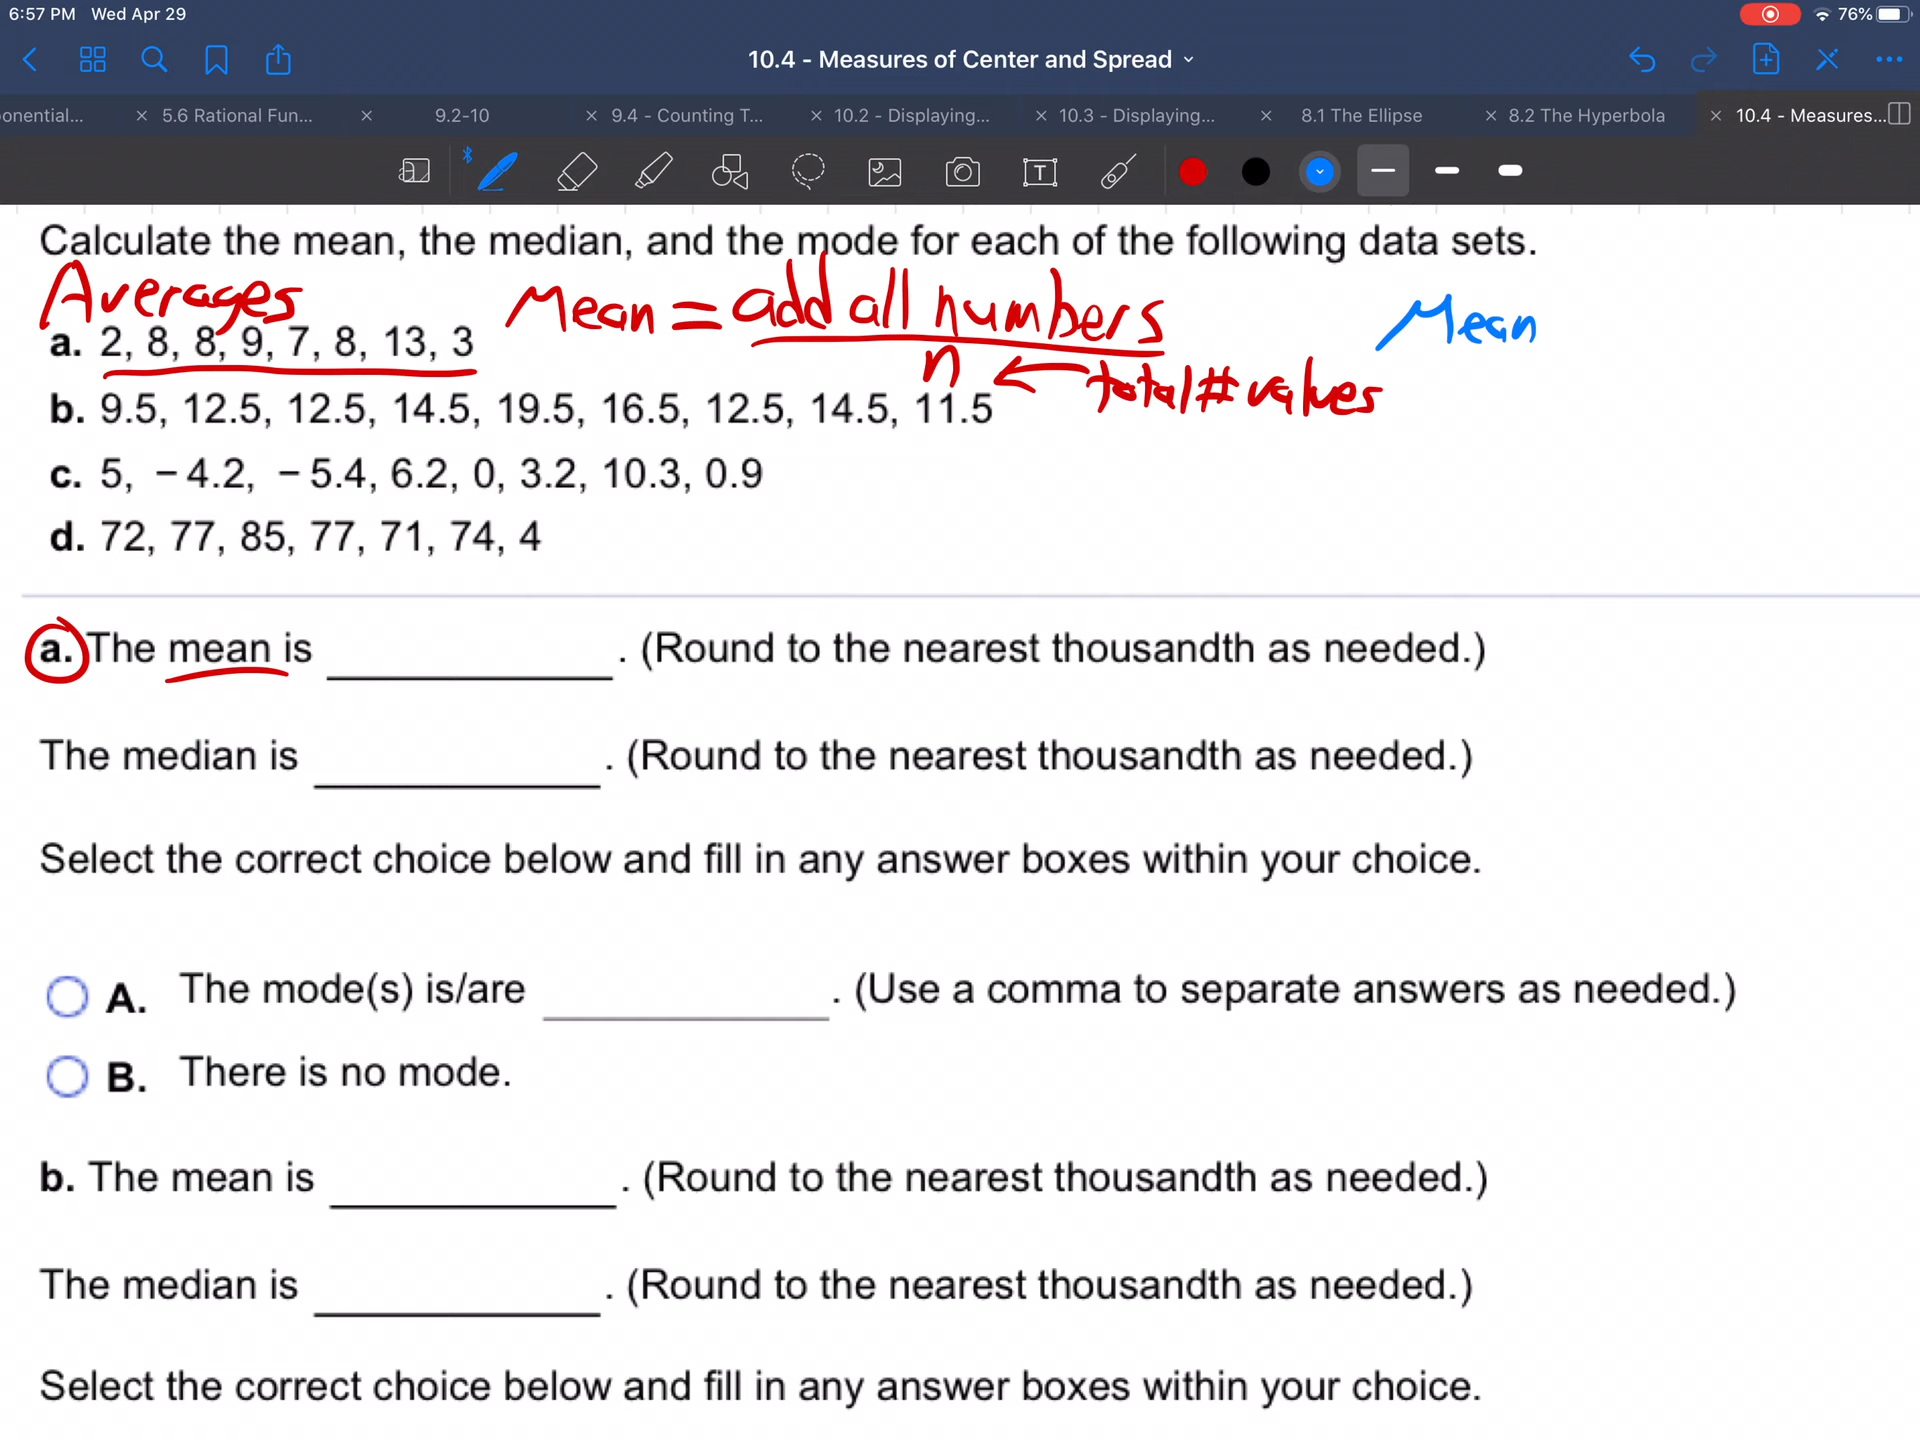 6:57 PM Wed Apr 29 76%
10.4 - Measures of Center and Spread
onential... × 5.6 Rational Fun... × 9.2-10 × 9.4 - Counting T... × 10.2 - Displaying... × 10.3 - Displaying... × 8.1 The Ellipse × 8.2 The Hyperbola × 10.4 - Measures...
T
Calculate the mean, the median, and the mode for each of the following data sets.
Averages Mean = add all numbers Mean
a. 2, 8, 8, 9, 7, 8, 13, 3
n ← total # values
b. 9.5, 12.5, 12.5, 14.5, 19.5, 16.5, 12.5, 14.5, 11.5
c. 5, −4.2, −5.4, 6.2, 0, 3.2, 10.3, 0.9
d. 72, 77, 85, 77, 71, 74, 4
a. The mean is ____________. (Round to the nearest thousandth as needed.)
The median is ____________. (Round to the nearest thousandth as needed.)
Select the correct choice below and fill in any answer boxes within your choice.
A. The mode(s) is/are ____________. (Use a comma to separate answers as needed.)
B. There is no mode.
b. The mean is ____________. (Round to the nearest thousandth as needed.)
The median is ____________. (Round to the nearest thousandth as needed.)
Select the correct choice below and fill in any answer boxes within your choice.